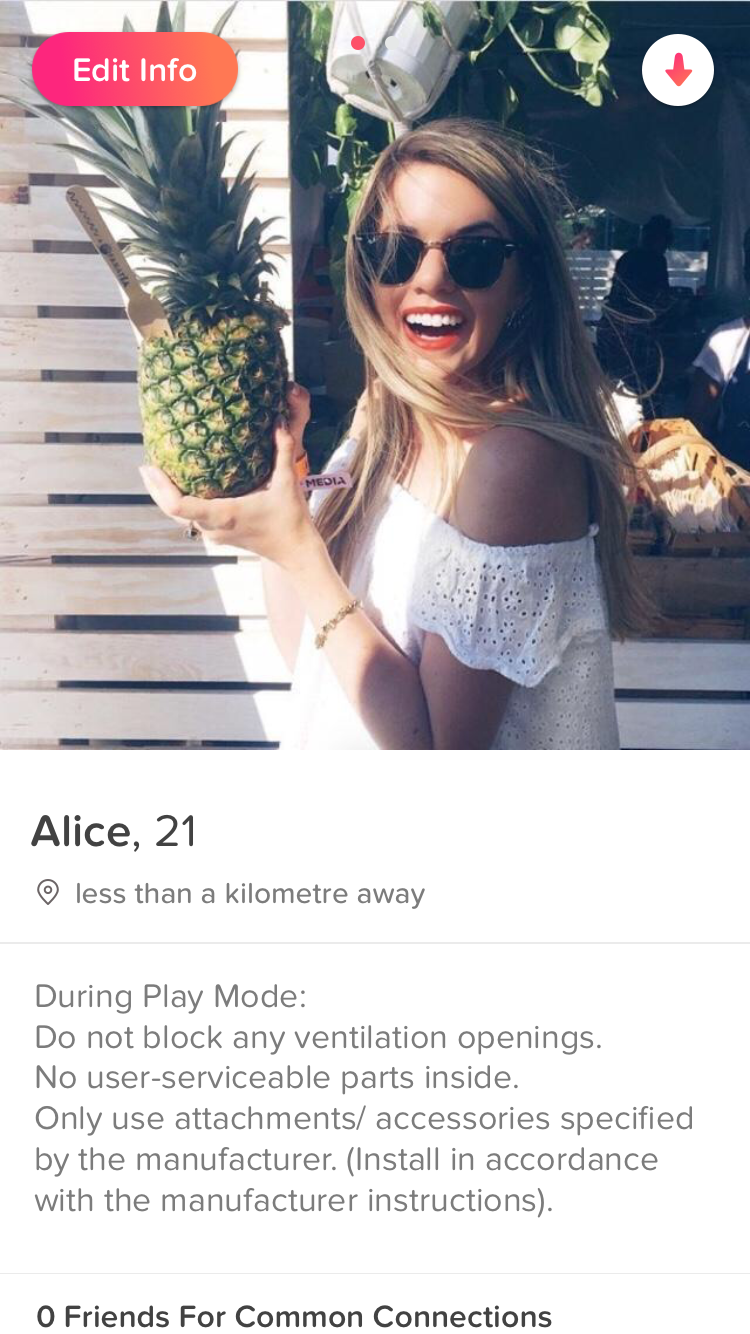 Edit Info
MEDIA
Alice, 21
less than a kilometre away
During Play Mode:
Do not block any ventilation openings.
No user-serviceable parts inside.
Only use attachments/ accessories specified
by the manufacturer. (Install in accordance
with the manufacturer instructions).
0 Friends For Common Connections